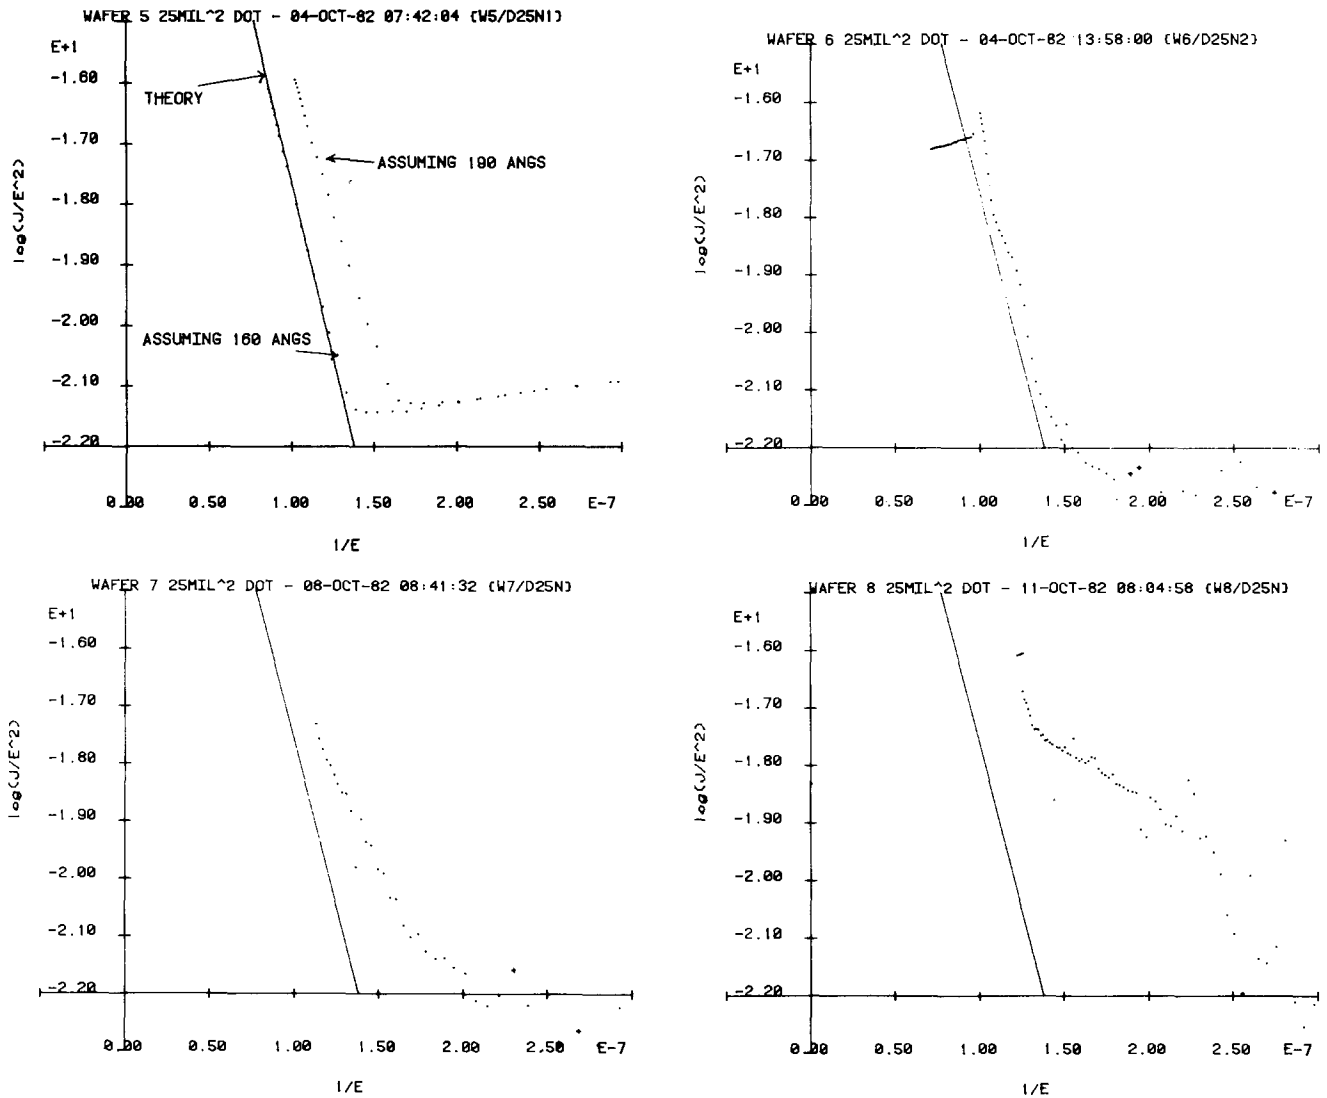 WAFER 5 25MIL^2 DOT - 04-OCT-82 07:42:04 (W5/D25N1)
E+1
-1.60
THEORY
-1.70
ASSUMING 190 ANGS
-1.80
log(J/E^2)
-1.90
-2.00
ASSUMING 160 ANGS
-2.10
-2.20
0.00 0.50 1.00 1.50 2.00 2.50 E-7
1/E
WAFER 6 25MIL^2 DOT - 04-OCT-82 13:58:00 (W6/D25N2)
E+1
-1.60
-1.70
-1.80
log(J/E^2)
-1.90
-2.00
-2.10
-2.20
0.00 0.50 1.00 1.50 2.00 2.50 E-7
1/E
WAFER 7 25MIL^2 DOT - 08-OCT-82 08:41:32 (W7/D25N)
E+1
-1.60
-1.70
-1.80
log(J/E^2)
-1.90
-2.00
-2.10
-2.20
0.00 0.50 1.00 1.50 2.00 2.50 E-7
1/E
WAFER 8 25MIL^2 DOT - 11-OCT-82 08:04:58 (W8/D25N)
E+1
-1.60
-1.70
-1.80
log(J/E^2)
-1.90
-2.00
-2.10
-2.20
0.00 0.50 1.00 1.50 2.00 2.50 E-7
1/E